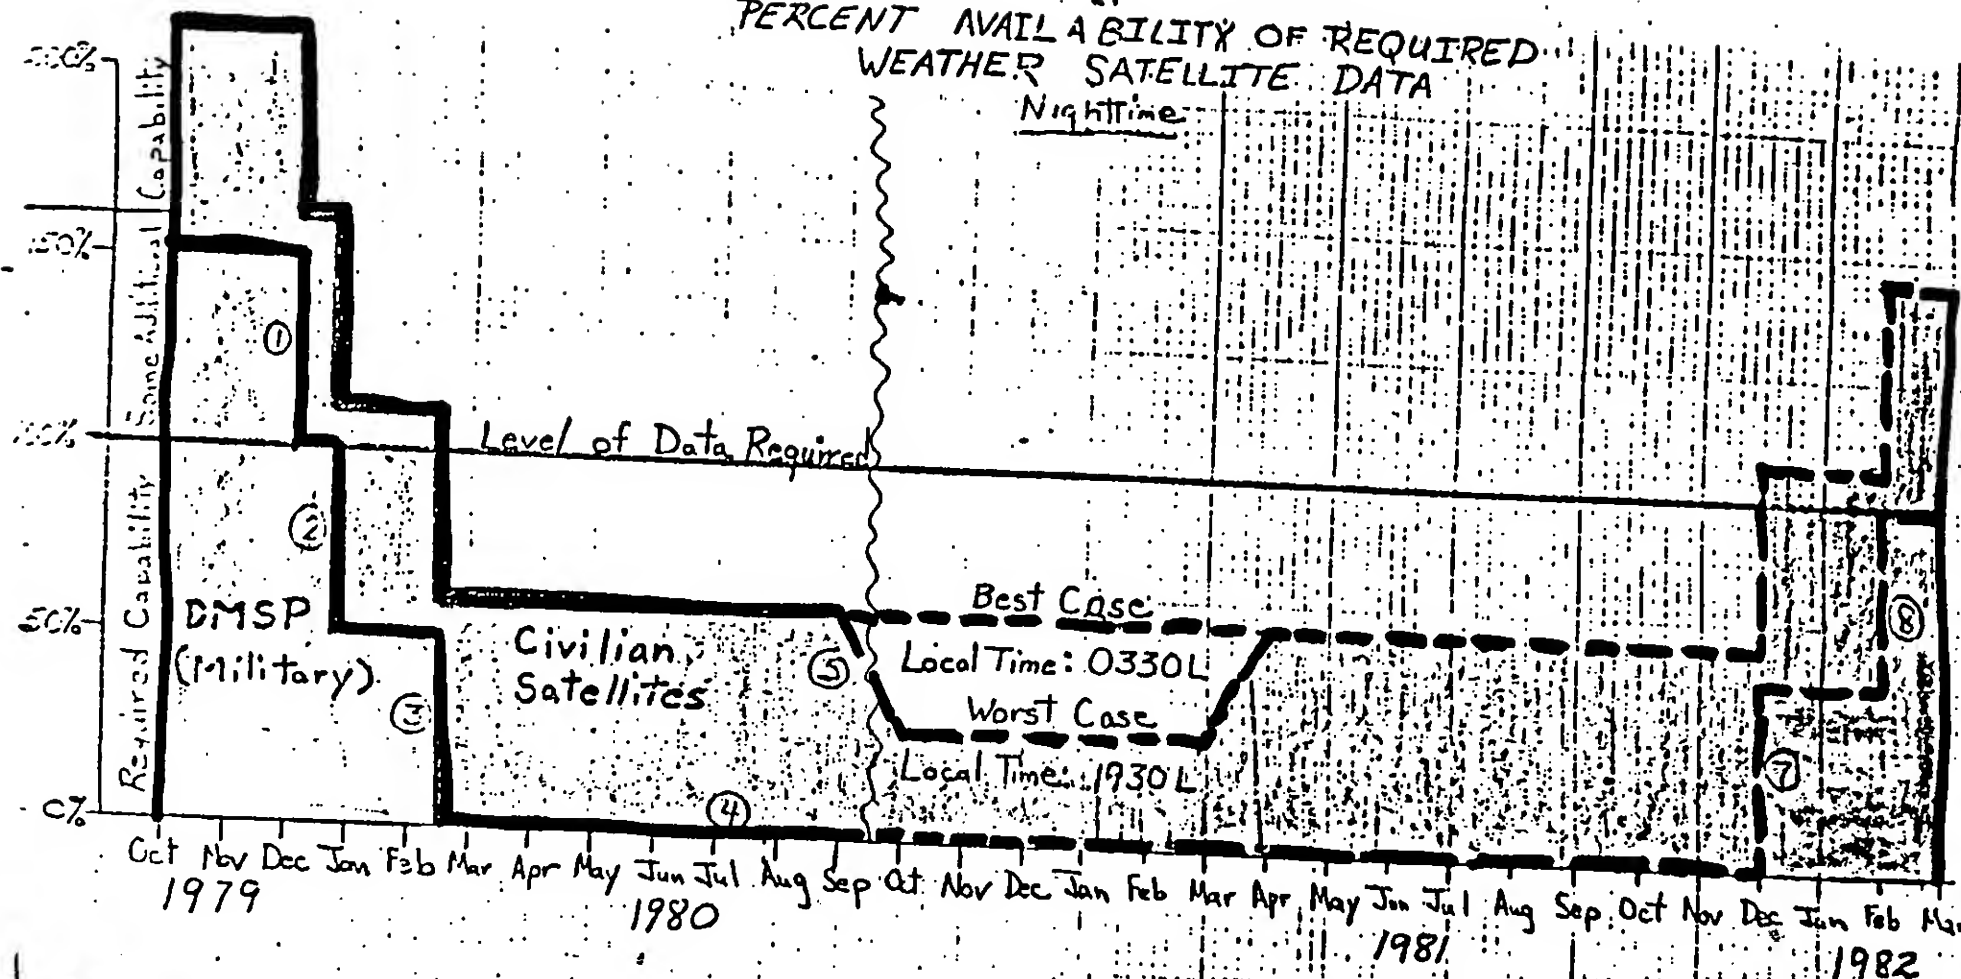 PERCENT AVAILABILITY OF REQUIRED
WEATHER SATELLITE DATA
Nighttime
50%
0%
Capability
Required Capability
①
②
③
④
⑤
⑦
⑧
DMSP
(Military)
Civilian
Satellites
Level of Data Required
Best Case
Local Time: 0330L
Worst Case
Local Time: 1930L
Oct Nov Dec Jan Feb Mar Apr May Jun Jul Aug Sep Oct Nov Dec Jan Feb Mar Apr May Jun Jul Aug Sep Oct Nov Dec Jan Feb Mar
1979 1980 1981 1982